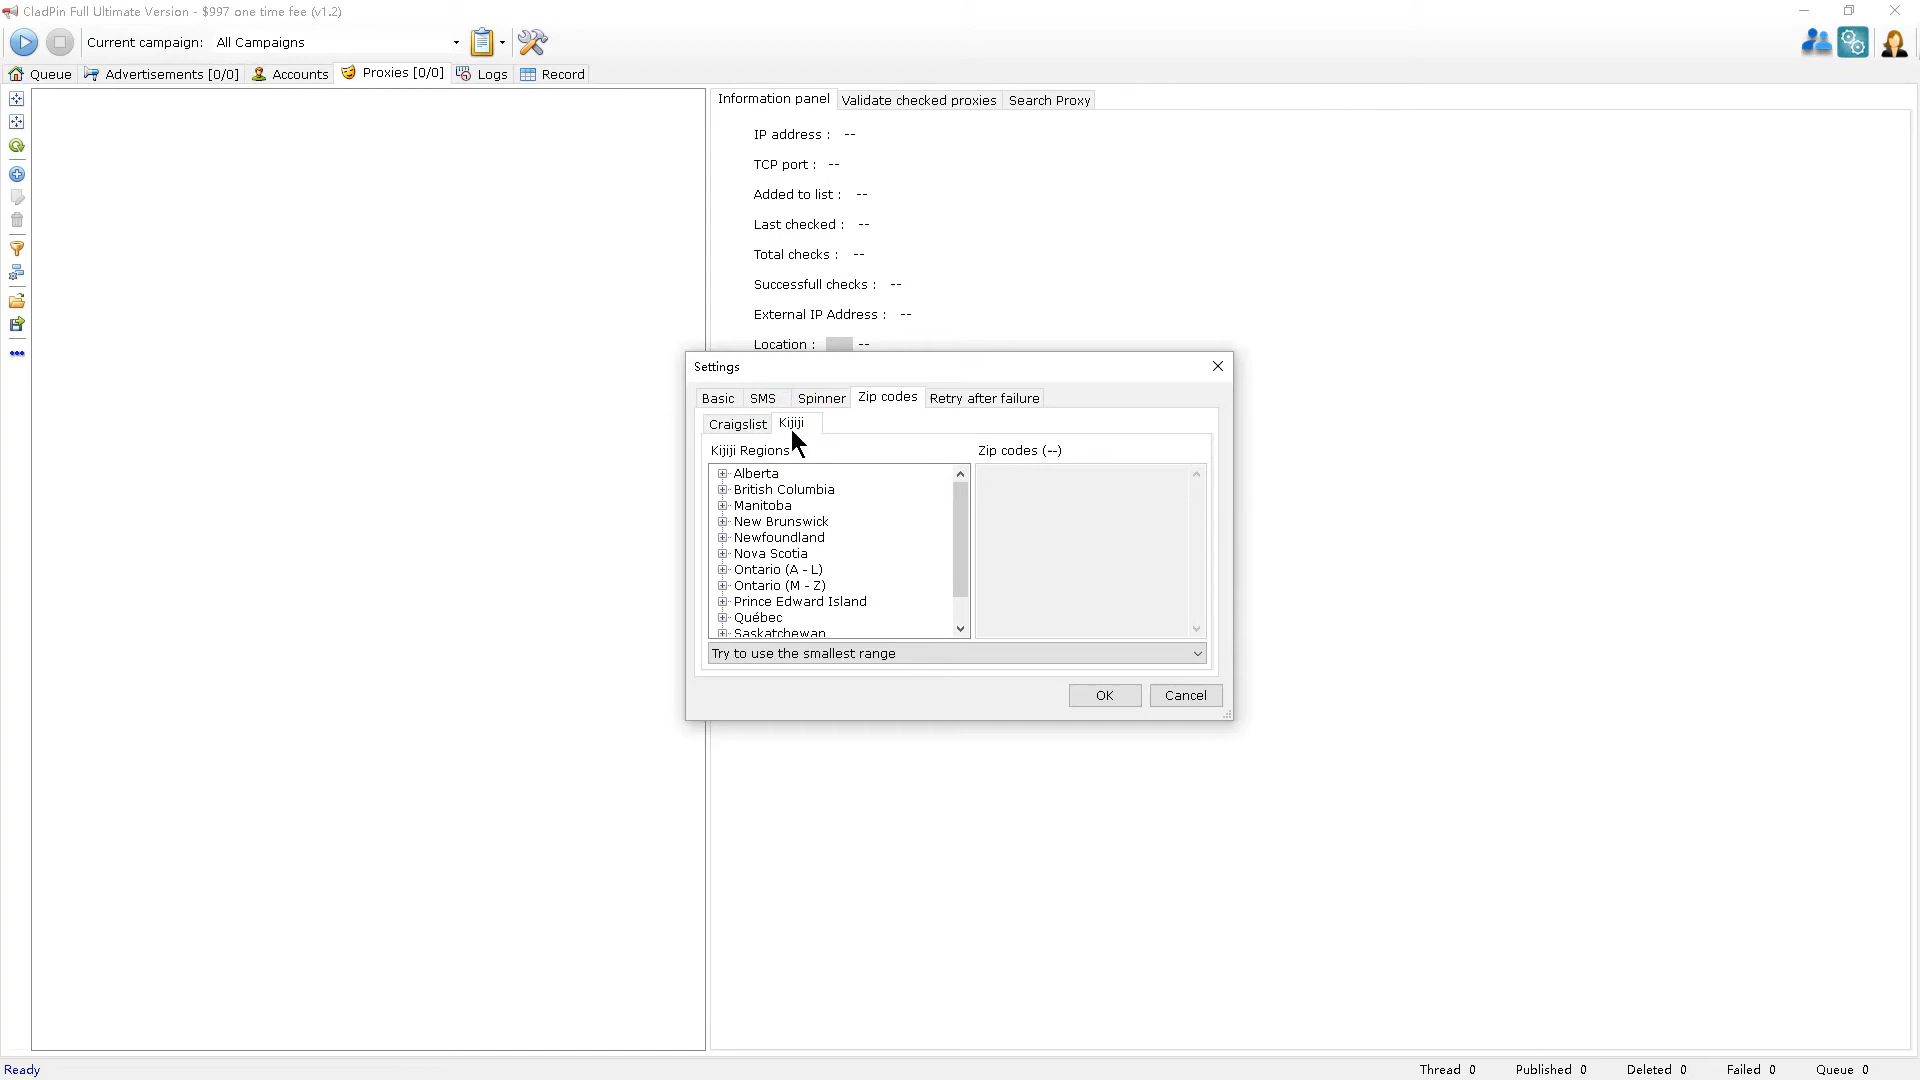 CladPin Full Ultimate Version - $997 one time fee (v1.2)
Current campaign: All Campaigns
Queue Advertisements [0/0] Accounts Proxies [0/0] Logs Record
Information panel Validate checked proxies Search Proxy
IP address : --
TCP port : --
Added to list : --
Last checked : --
Total checks : --
Successfull checks : --
External IP Address : --
Location : --
Settings
Basic SMS Spinner Zip codes Retry after failure
Craigslist Kijiji
Kijiji Regions Zip codes (--)
Alberta
British Columbia
Manitoba
New Brunswick
Newfoundland
Nova Scotia
Ontario (A - L)
Ontario (M - Z)
Prince Edward Island
Québec
Saskatchewan
Try to use the smallest range
OK Cancel
Ready Thread 0 Published 0 Deleted 0 Failed 0 Queue 0